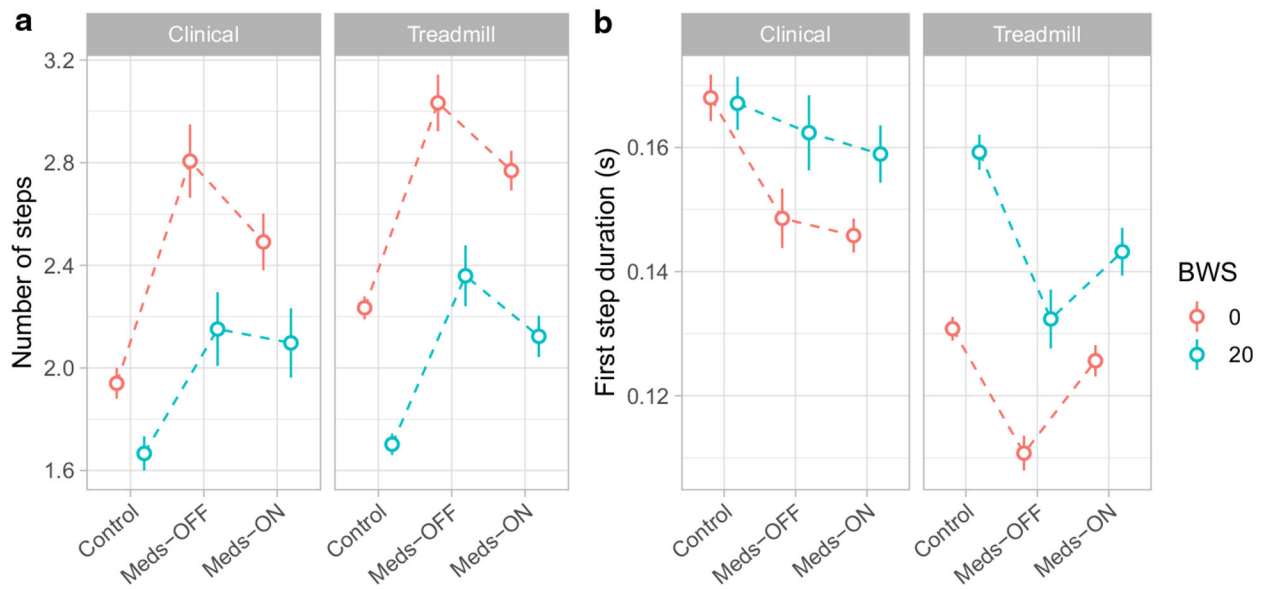 a
Clinical
Treadmill
Number of steps
3.2
2.8
2.4
2.0
1.6
Control
Meds-OFF
Meds-ON
Control
Meds-OFF
Meds-ON
b
Clinical
Treadmill
First step duration (s)
0.16
0.14
0.12
Control
Meds-OFF
Meds-ON
Control
Meds-OFF
Meds-ON
BWS
0
20